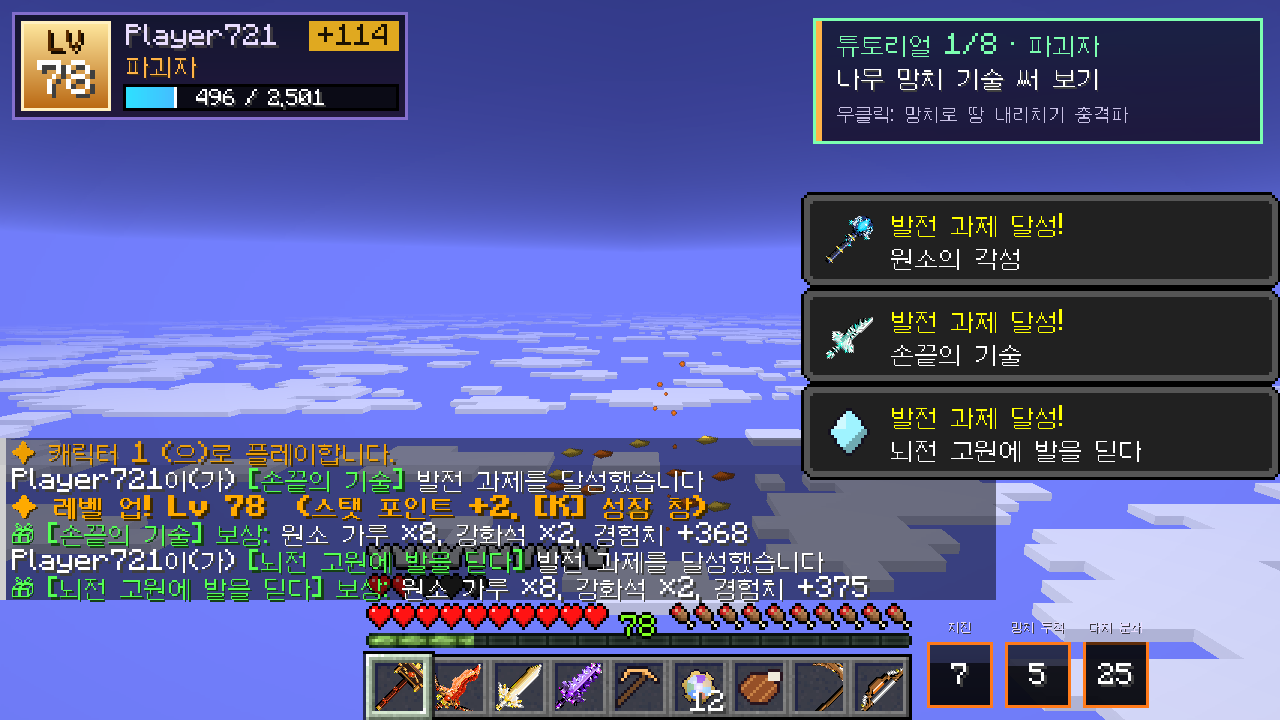 LV
78
Player721
+114
파괴자
496 / 2,501
튜토리얼 1/8 · 파괴자
나무 망치 기술 써 보기
우클릭: 망치로 땅 내리치기 충격파
발전 과제 달성!
원소의 각성
발전 과제 달성!
손끝의 기술
발전 과제 달성!
뇌전 고원에 발을 딛다
캐릭터 1 (으)로 플레이합니다.
Player721이(가) [손끝의 기술] 발전 과제를 달성했습니다
레벨 업! Lv 78 (스탯 포인트 +2, [K] 성장 창)
[손끝의 기술] 보상: 원소 가루 ×8, 강화석 ×2, 경험치 +368
Player721이(가) [뇌전 고원에 발을 딛다] 발전 과제를 달성했습니다
[뇌전 고원에 발을 딛다] 보상: 원소 가루 ×8, 강화석 ×2, 경험치 +375
78
12
지진
망치 투척
대지 분쇄
7
5
25